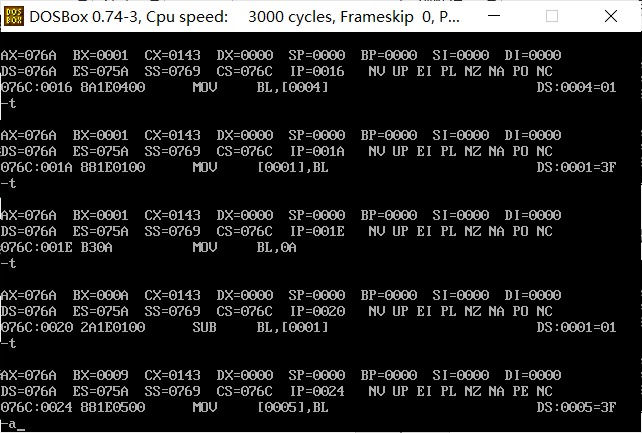 DOSBox 0.74-3, Cpu speed:    3000 cycles, Frameskip  0, P...
AX=076A  BX=0001  CX=0143  DX=0000  SP=0000  BP=0000  SI=0000  DI=0000
DS=076A  ES=075A  SS=0769  CS=076C  IP=0016   NV UP EI PL NZ NA PO NC
076C:0016 8A1E0400      MOV     BL,[0004]                          DS:0004=01
-t
AX=076A  BX=0001  CX=0143  DX=0000  SP=0000  BP=0000  SI=0000  DI=0000
DS=076A  ES=075A  SS=0769  CS=076C  IP=001A   NV UP EI PL NZ NA PO NC
076C:001A 881E0100      MOV     [0001],BL                          DS:0001=3F
-t
AX=076A  BX=0001  CX=0143  DX=0000  SP=0000  BP=0000  SI=0000  DI=0000
DS=076A  ES=075A  SS=0769  CS=076C  IP=001E   NV UP EI PL NZ NA PO NC
076C:001E B30A          MOV     BL,0A
-t
AX=076A  BX=000A  CX=0143  DX=0000  SP=0000  BP=0000  SI=0000  DI=0000
DS=076A  ES=075A  SS=0769  CS=076C  IP=0020   NV UP EI PL NZ NA PO NC
076C:0020 2A1E0100      SUB     BL,[0001]                          DS:0001=01
-t
AX=076A  BX=0009  CX=0143  DX=0000  SP=0000  BP=0000  SI=0000  DI=0000
DS=076A  ES=075A  SS=0769  CS=076C  IP=0024   NV UP EI PL NZ NA PE NC
076C:0024 881E0500      MOV     [0005],BL                          DS:0005=3F
-a_